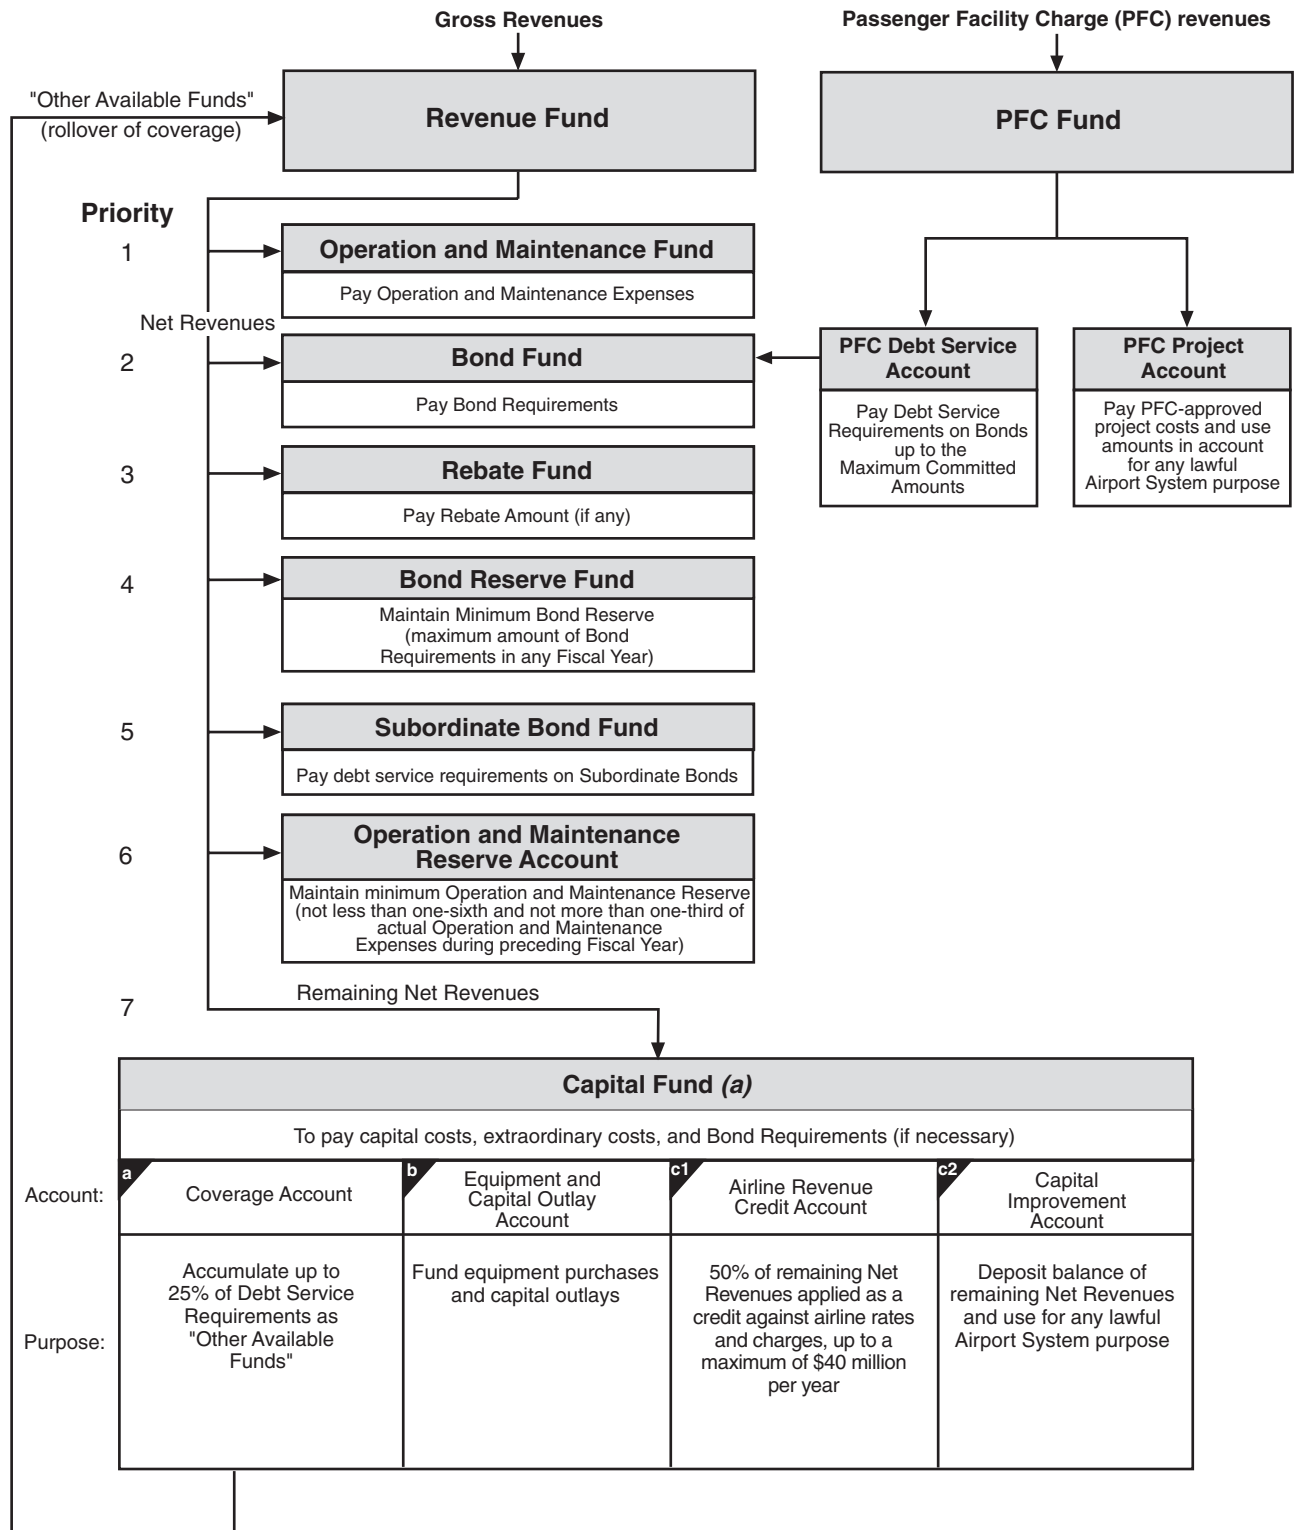 Gross Revenues
Passenger Facility Charge (PFC) revenues
"Other Available Funds"
(rollover of coverage)
Revenue Fund
PFC Fund
Priority
1
Operation and Maintenance Fund
Pay Operation and Maintenance Expenses
Net Revenues
2
Bond Fund
Pay Bond Requirements
PFC Debt Service
Account
Pay Debt Service
Requirements on Bonds
up to the
Maximum Committed
Amounts
PFC Project
Account
Pay PFC-approved
project costs and use
amounts in account
for any lawful
Airport System purpose
3
Rebate Fund
Pay Rebate Amount (if any)
4
Bond Reserve Fund
Maintain Minimum Bond Reserve
(maximum amount of Bond
Requirements in any Fiscal Year)
5
Subordinate Bond Fund
Pay debt service requirements on Subordinate Bonds
6
Operation and Maintenance
Reserve Account
Maintain minimum Operation and Maintenance Reserve
(not less than one-sixth and not more than one-third of
actual Operation and Maintenance
Expenses during preceding Fiscal Year)
7
Remaining Net Revenues
Capital Fund (a)
To pay capital costs, extraordinary costs, and Bond Requirements (if necessary)
Account:
a
Coverage Account
b
Equipment and
Capital Outlay
Account
c1
Airline Revenue
Credit Account
c2
Capital
Improvement
Account
Purpose:
Accumulate up to
25% of Debt Service
Requirements as
"Other Available
Funds"
Fund equipment purchases
and capital outlays
50% of remaining Net
Revenues applied as a
credit against airline rates
and charges, up to a
maximum of $40 million
per year
Deposit balance of
remaining Net Revenues
and use for any lawful
Airport System purpose